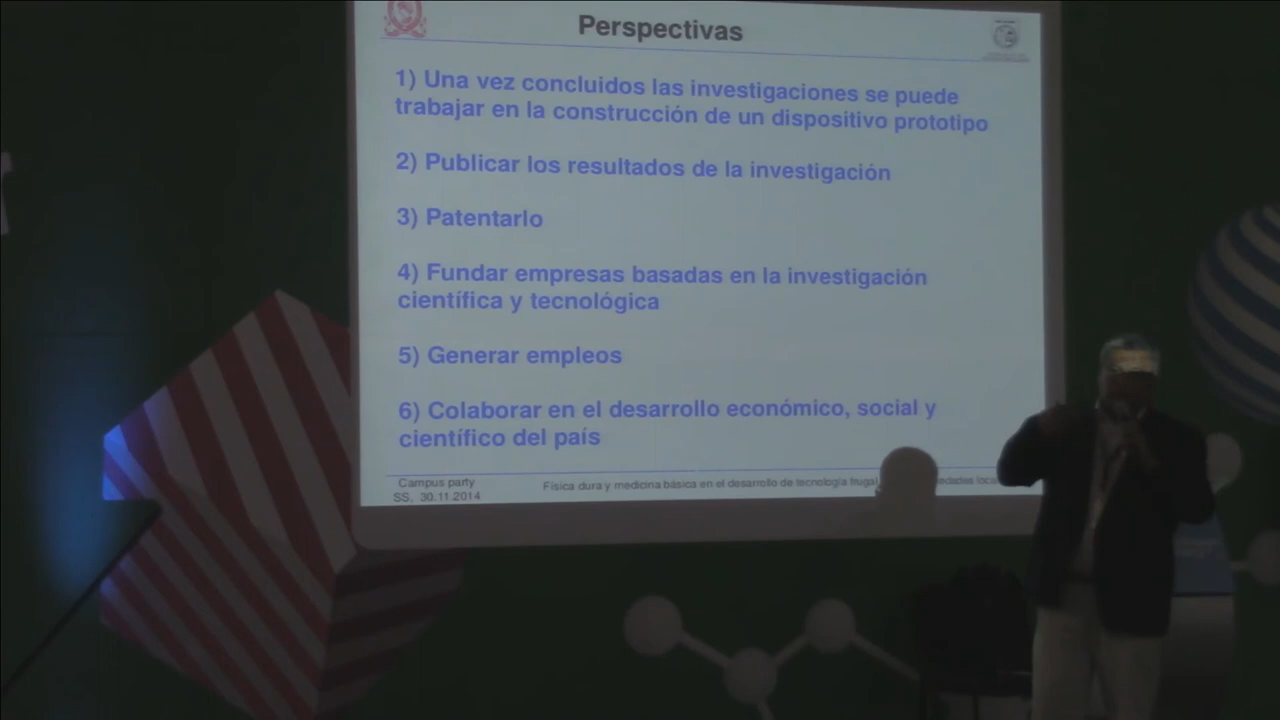 Perspectivas
1) Una vez concluidos las investigaciones se puede
trabajar en la construcción de un dispositivo prototipo
2) Publicar los resultados de la investigación
3) Patentarlo
4) Fundar empresas basadas en la investigación
científica y tecnológica
5) Generar empleos
6) Colaborar en el desarrollo económico, social y
científico del país
Campus party
SS, 30.11.2014
Física dura y medicina básica en el desarrollo de tecnología frugal